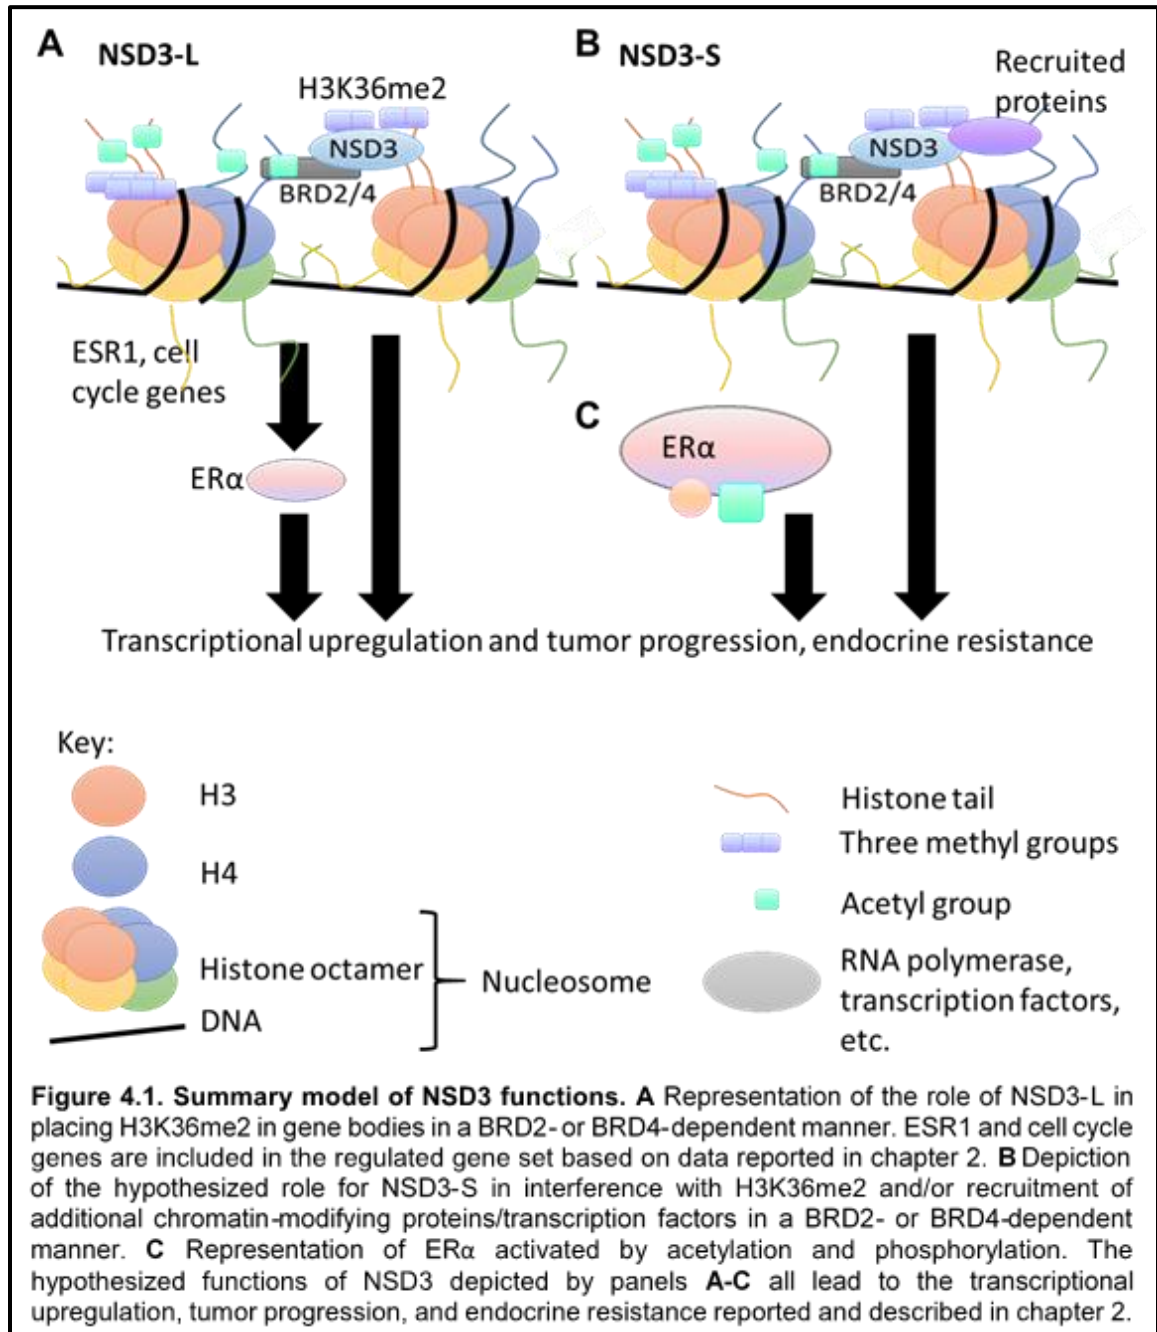 A
NSD3-L
H3K36me2
NSD3
BRD2/4
ESR1, cell
cycle genes
ERα
B
NSD3-S
Recruited
proteins
NSD3
BRD2/4
C
ERα
Transcriptional upregulation and tumor progression, endocrine resistance
Key:
H3
H4
Histone octamer
DNA
Nucleosome
Histone tail
Three methyl groups
Acetyl group
RNA polymerase,
transcription factors,
etc.
Figure 4.1. Summary model of NSD3 functions. A Representation of the role of NSD3-L in
placing H3K36me2 in gene bodies in a BRD2- or BRD4-dependent manner. ESR1 and cell cycle
genes are included in the regulated gene set based on data reported in chapter 2. B Depiction
of the hypothesized role for NSD3-S in interference with H3K36me2 and/or recruitment of
additional chromatin-modifying proteins/transcription factors in a BRD2- or BRD4-dependent
manner. C Representation of ERα activated by acetylation and phosphorylation. The
hypothesized functions of NSD3 depicted by panels A-C all lead to the transcriptional
upregulation, tumor progression, and endocrine resistance reported and described in chapter 2.